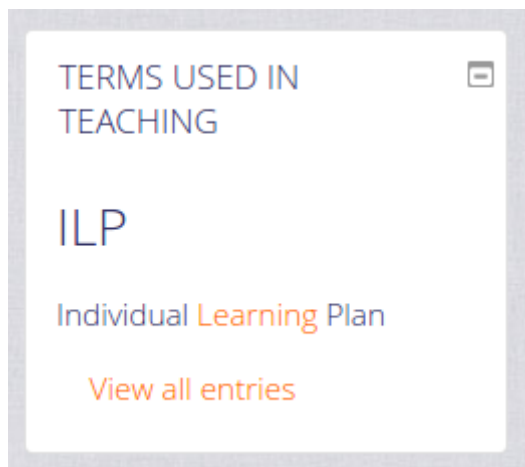 TERMS USED IN
TEACHING
ILP
Individual Learning Plan
View all entries